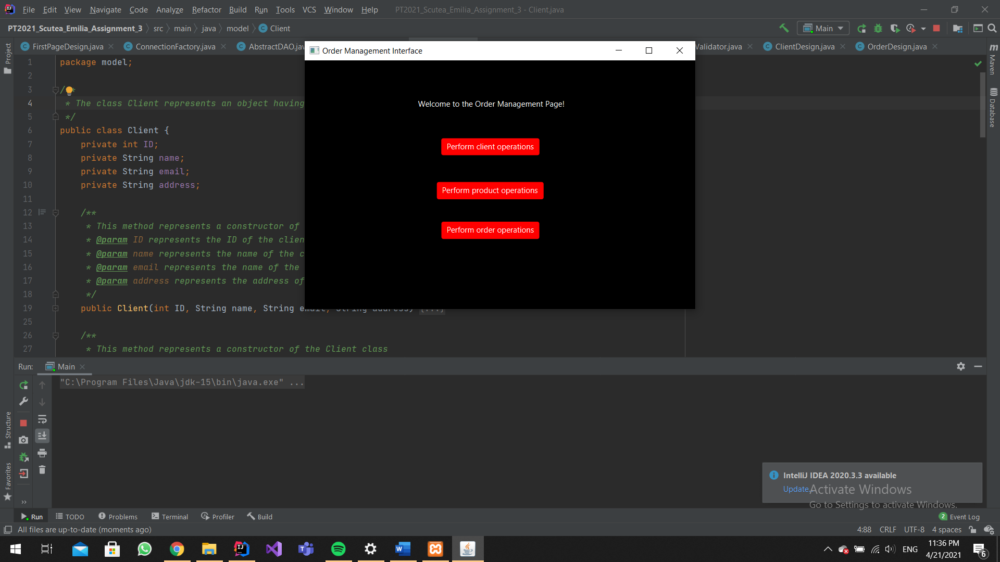 File Edit View Navigate Code Analyze Refactor Build Run Tools VCS Window Help PT2021_Scutea_Emilia_Assignment_3 - Client.java
PT2021_Scutea_Emilia_Assignment_3 src main java model Client Main
FirstPageDesign.java ConnectionFactory.java AbstractDAO.jav Validator.java ClientDesign.java OrderDesign.java
Project
Structure
Favorites
Maven
Database
1 package model;
2
3 /**
4 * The class Client represents an object having
5 */
6 public class Client {
7 private int ID;
8 private String name;
9 private String email;
10 private String address;
11
12 /**
13 * This method represents a constructor of
14 * @param ID represents the ID of the clien
15 * @param name represents the name of the c
16 * @param email represents the name of the
17 * @param address represents the address of
18 */
19 public Client(int ID, String name, String email, String address) {...}
25
26 /**
27 * This method represents a constructor of the Client class
Order Management Interface
Welcome to the Order Management Page!
Perform client operations
Perform product operations
Perform order operations
Run: Main
"C:\Program Files\Java\jdk-15\bin\java.exe" ...
IntelliJ IDEA 2020.3.3 available
Update...
Activate Windows
Go to Settings to activate Windows.
Run TODO Problems Terminal Profiler Build 2 Event Log
All files are up-to-date (moments ago) 4:88 CRLF UTF-8 4 spaces
ENG 11:36 PM
4/21/2021
6